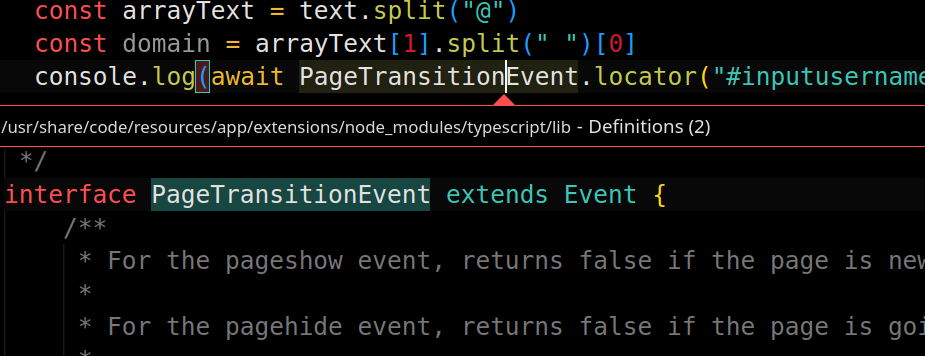 const arrayText = text.split("@")
const domain = arrayText[1].split(" ")[0]
console.log(await PageTransitionEvent.locator("#inputusername
/usr/share/code/resources/app/extensions/node_modules/typescript/lib - Definitions (2)
*/
interface PageTransitionEvent extends Event {
/**
* For the pageshow event, returns false if the page is new
*
* For the pagehide event, returns false if the page is goi
*